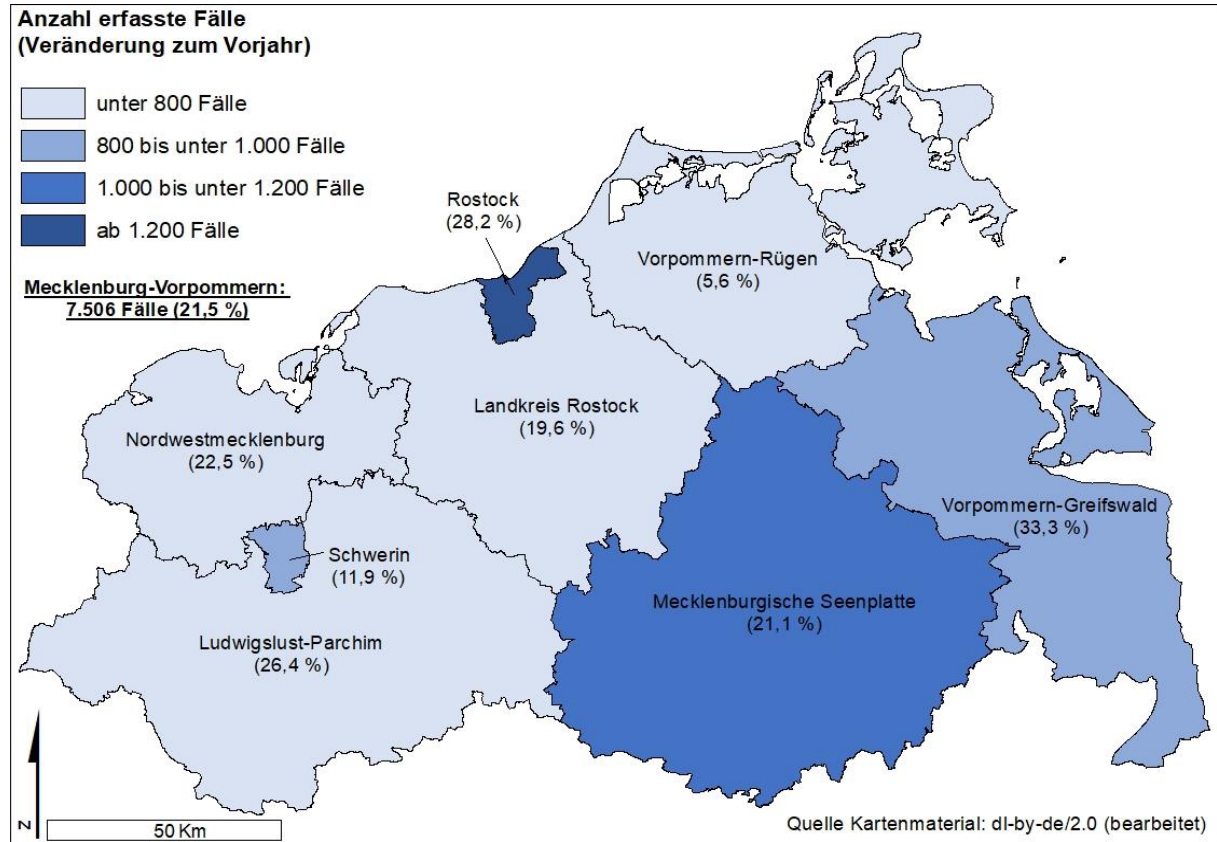 Anzahl erfasste Fälle
(Veränderung zum Vorjahr)
unter 800 Fälle
800 bis unter 1.000 Fälle
1.000 bis unter 1.200 Fälle
ab 1.200 Fälle
Mecklenburg-Vorpommern:
7.506 Fälle (21,5 %)
Rostock
(28,2 %)
Vorpommern-Rügen
(5,6 %)
Landkreis Rostock
(19,6 %)
Nordwestmecklenburg
(22,5 %)
Vorpommern-Greifswald
(33,3 %)
Schwerin
(11,9 %)
Mecklenburgische Seenplatte
(21,1 %)
Ludwigslust-Parchim
(26,4 %)
N
50 Km
Quelle Kartenmaterial: dl-by-de/2.0 (bearbeitet)